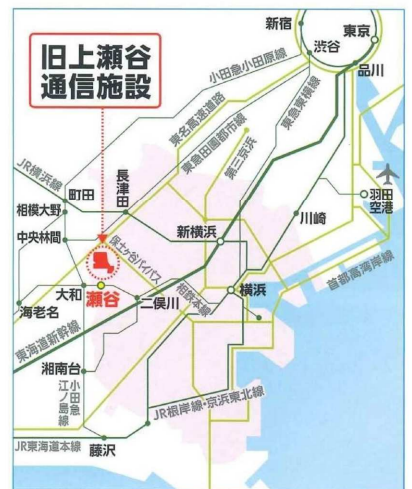 旧上瀬谷
通信施設
新宿
東京
渋谷
品川
小田急小田原線
東名高速道路
東急田園都市線
第三京浜
東急東横線
JR横浜線
町田
長津田
相模大野
中央林間
新横浜
川崎
羽田
空港
首都高湾岸線
保土ヶ谷バイパス
瀬谷
大和
二俣川
相鉄本線
横浜
海老名
東海道新幹線
湘南台
小田急
江ノ島線
JR根岸線・京浜東北線
JR東海道本線
藤沢